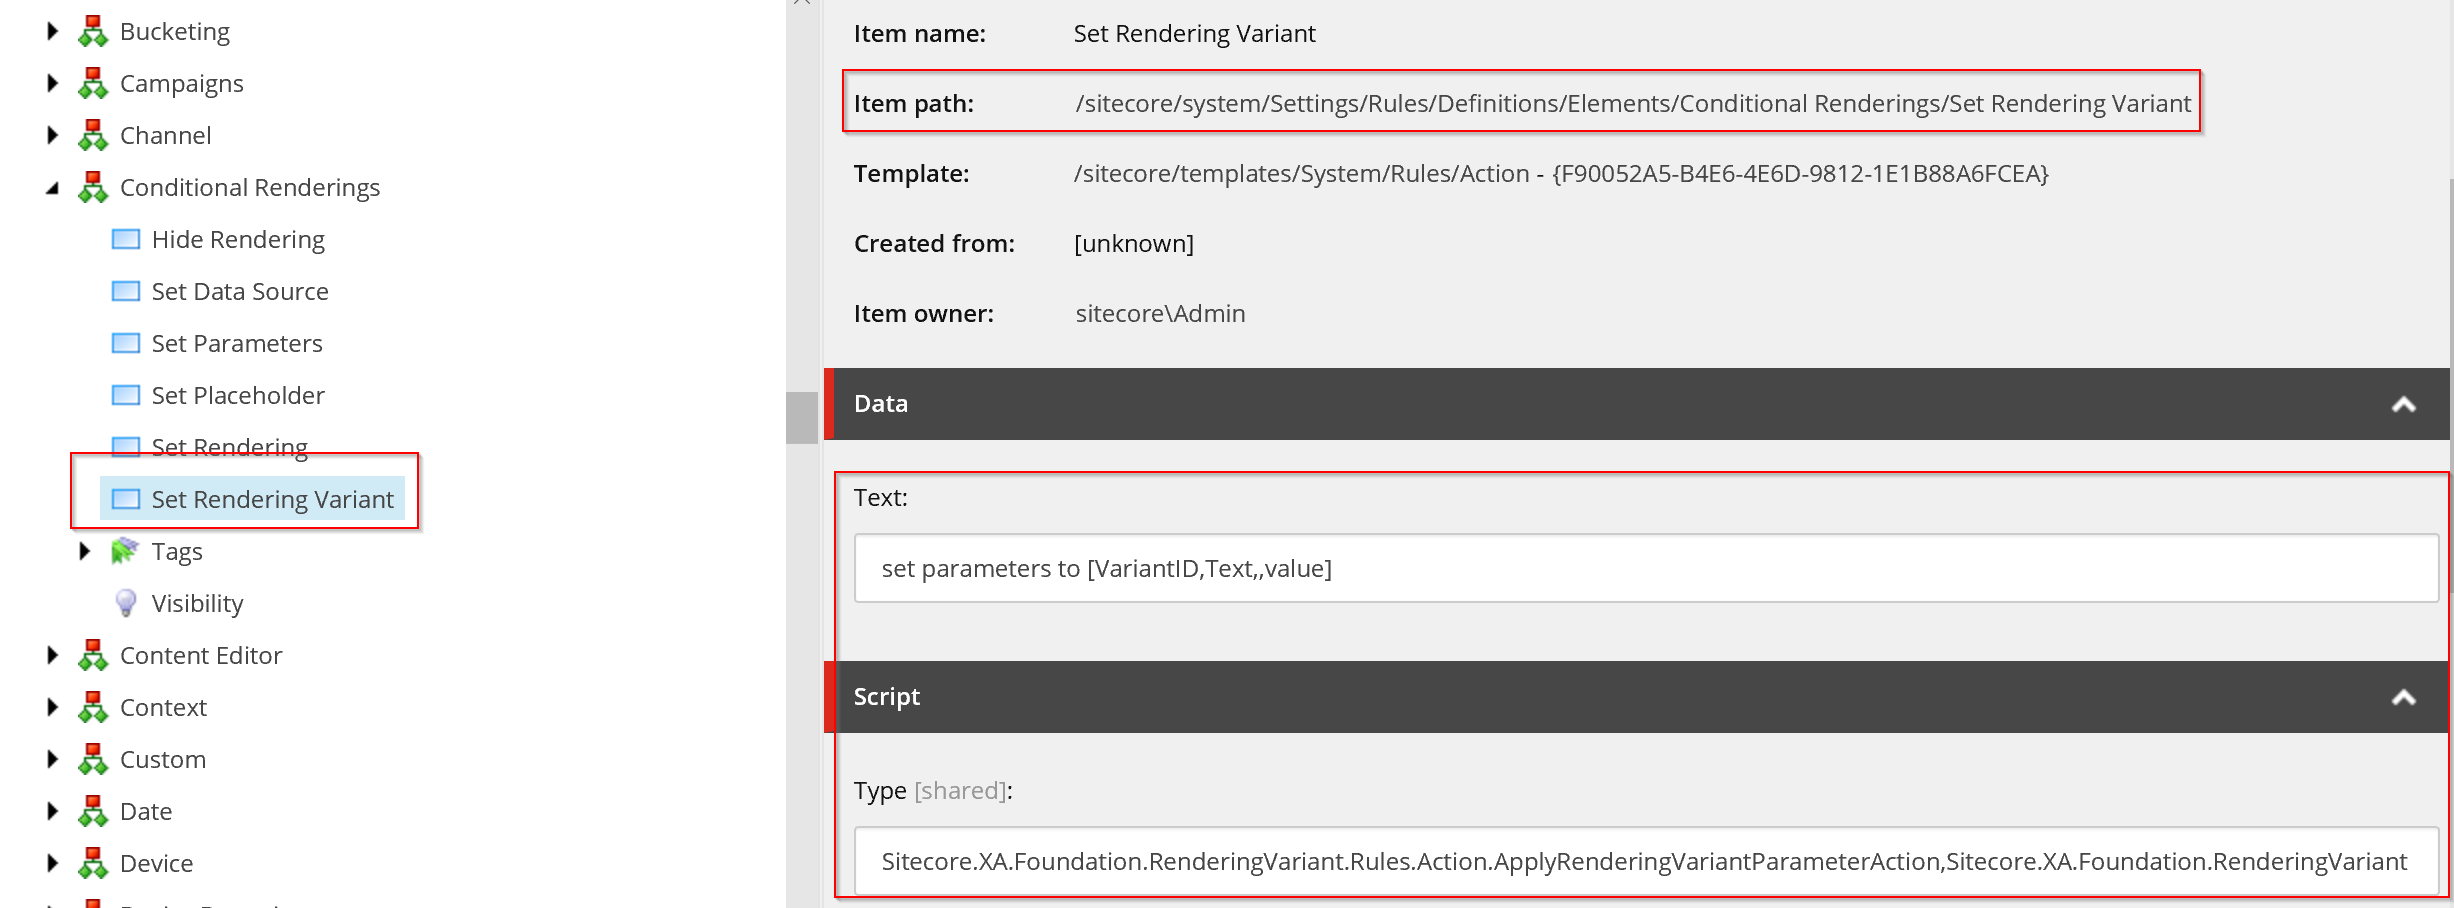 Bucketing
Campaigns
Channel
Conditional Renderings
Hide Rendering
Set Data Source
Set Parameters
Set Placeholder
Set Rendering
Set Rendering Variant
Tags
Visibility
Content Editor
Context
Custom
Date
Device
Item name: Set Rendering Variant
Item path: /sitecore/system/Settings/Rules/Definitions/Elements/Conditional Renderings/Set Rendering Variant
Template: /sitecore/templates/System/Rules/Action - {F90052A5-B4E6-4E6D-9812-1E1B88A6FCEA}
Created from: [unknown]
Item owner: sitecore\Admin
Data
Text:
set parameters to [VariantID,Text,,value]
Script
Type [shared]:
Sitecore.XA.Foundation.RenderingVariant.Rules.Action.ApplyRenderingVariantParameterAction,Sitecore.XA.Foundation.RenderingVariant